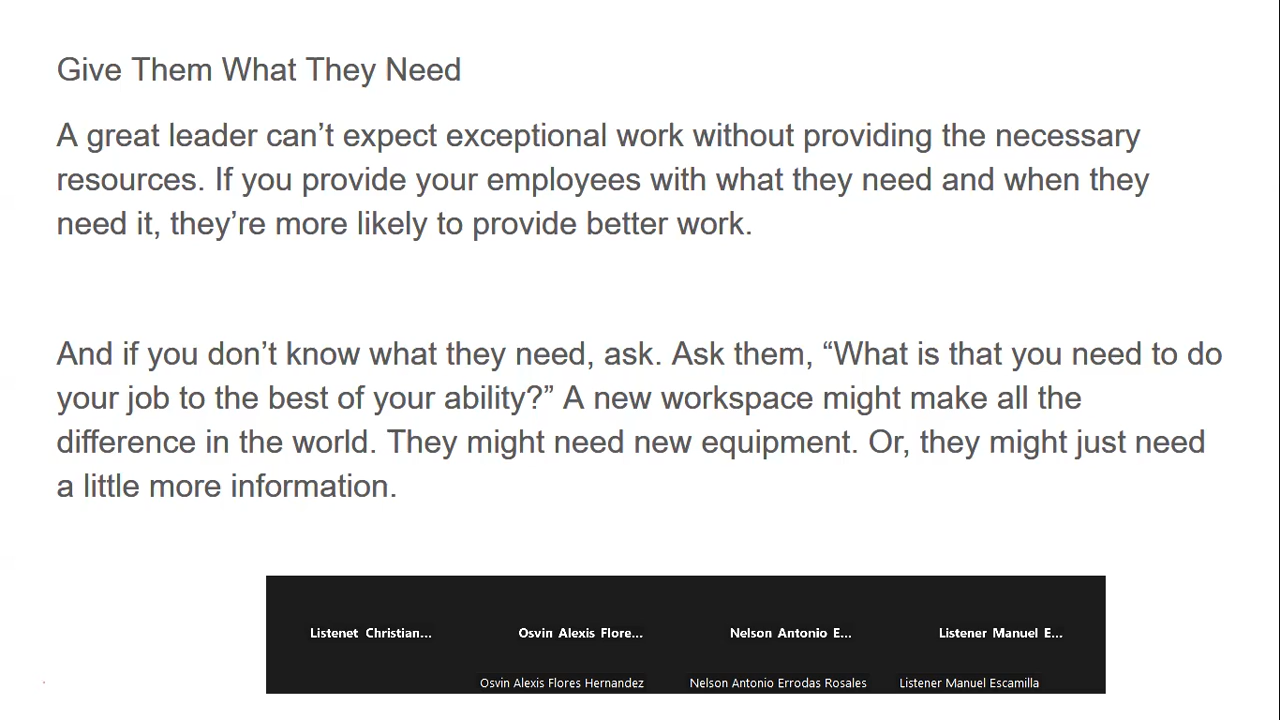 Give Them What They Need
A great leader can’t expect exceptional work without providing the necessary
resources. If you provide your employees with what they need and when they
need it, they’re more likely to provide better work.
And if you don’t know what they need, ask. Ask them, “What is that you need to do
your job to the best of your ability?” A new workspace might make all the
difference in the world. They might need new equipment. Or, they might just need
a little more information.
Listenet Christian... Osvin Alexis Flore... Nelson Antonio E... Listener Manuel E...
Osvin Alexis Flores Hernandez Nelson Antonio Errodas Rosales Listener Manuel Escamilla